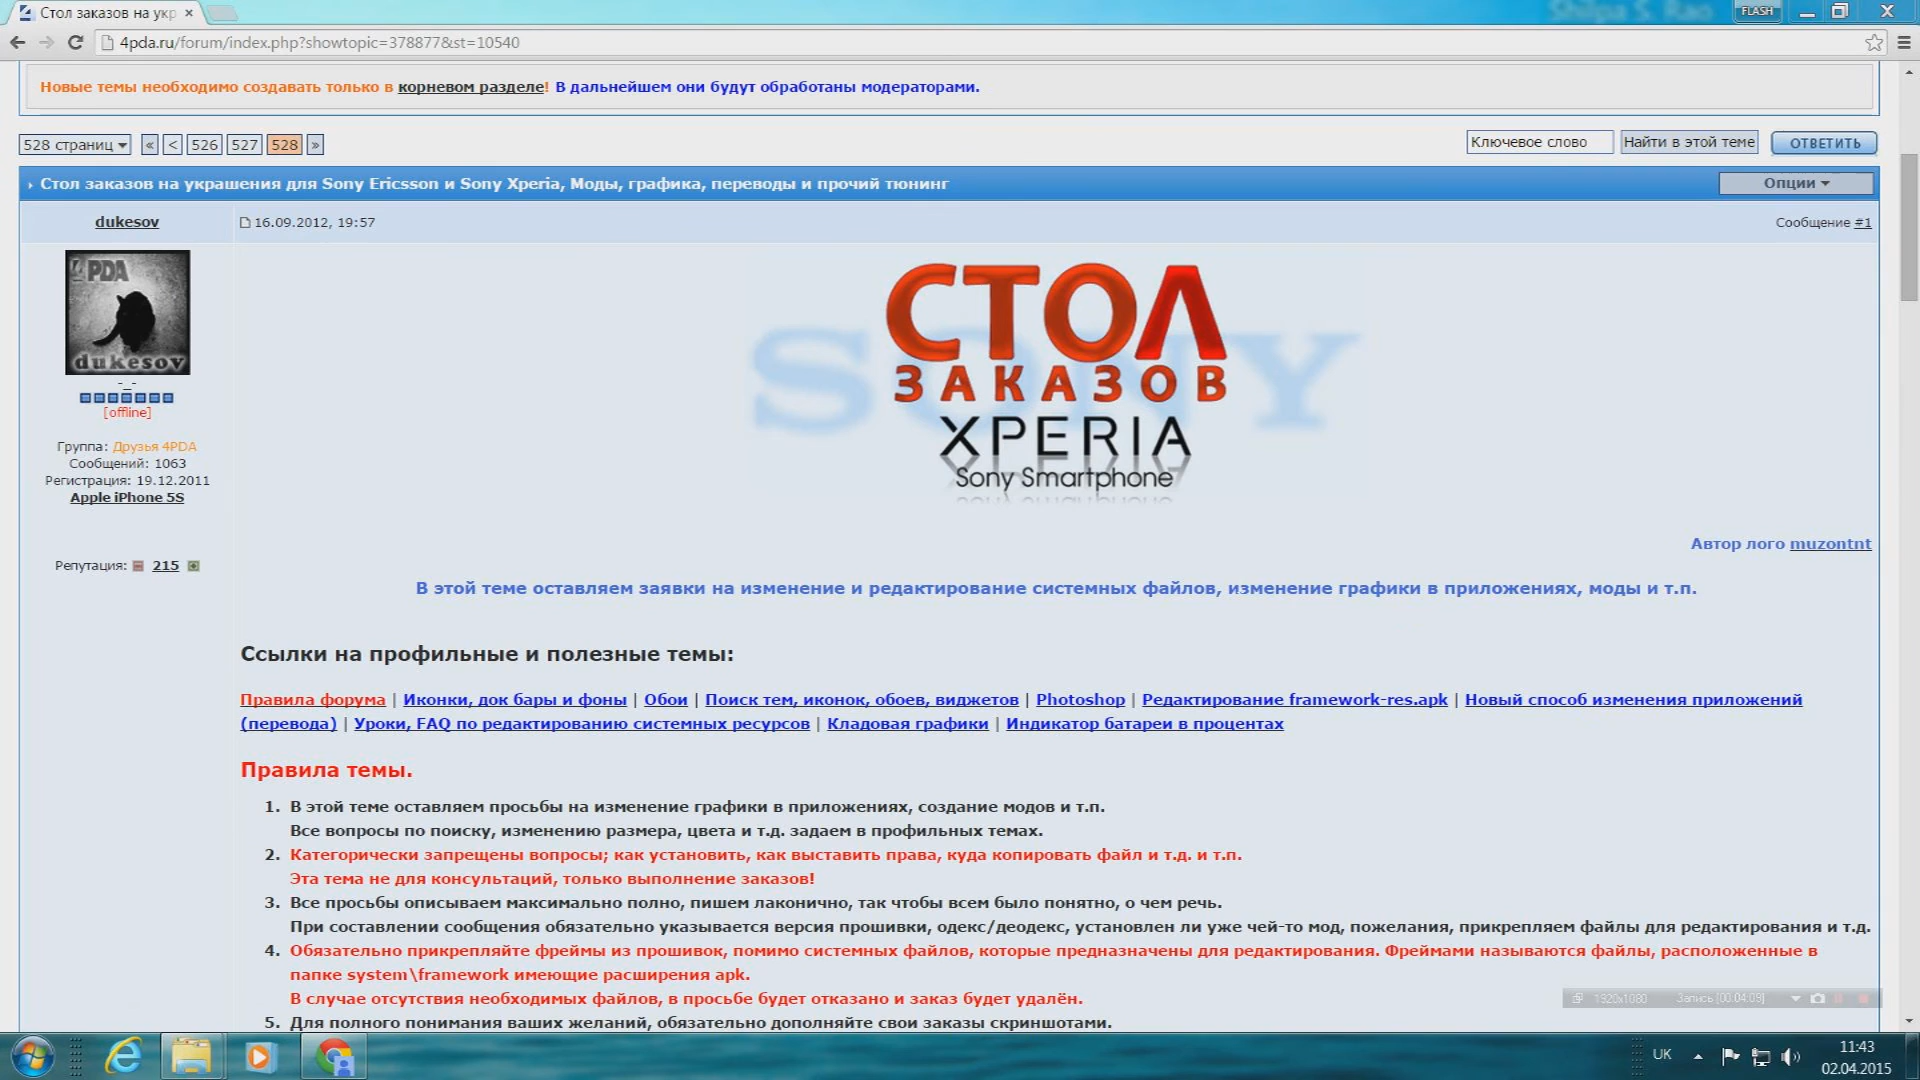 Стол заказов на укр
Shilpa S. Rao
FLASH
4pda.ru/forum/index.php?showtopic=378877&st=10540
Новые темы необходимо создавать только в корневом разделе! В дальнейшем они будут обработаны модераторами.
528 страниц « < 526 527 528 »
Ключевое слово Найти в этой теме ОТВЕТИТЬ
Стол заказов на украшения для Sony Ericsson и Sony Xperia, Моды, графика, переводы и прочий тюнинг
Опции
dukesov
16.09.2012, 19:57
Сообщение #1
4PDA
dukesov
-_-
[offline]
Группа: Друзья 4PDA
Сообщений: 1063
Регистрация: 19.12.2011
Apple iPhone 5S
Репутация: 215
SONY
СТОЛ
ЗАКАЗОВ
XPERIA
Sony Smartphone
Автор лого muzontnt
В этой теме оставляем заявки на изменение и редактирование системных файлов, изменение графики в приложениях, моды и т.п.
Ссылки на профильные и полезные темы:
Правила форума | Иконки, док бары и фоны | Обои | Поиск тем, иконок, обоев, виджетов | Photoshop | Редактирование framework-res.apk | Новый способ изменения приложений
(перевода) | Уроки, FAQ по редактированию системных ресурсов | Кладовая графики | Индикатор батареи в процентах
Правила темы.
1. В этой теме оставляем просьбы на изменение графики в приложениях, создание модов и т.п.
Все вопросы по поиску, изменению размера, цвета и т.д. задаем в профильных темах.
2. Категорически запрещены вопросы; как установить, как выставить права, куда копировать файл и т.д. и т.п.
Эта тема не для консультаций, только выполнение заказов!
3. Все просьбы описываем максимально полно, пишем лаконично, так чтобы всем было понятно, о чем речь.
При составлении сообщения обязательно указывается версия прошивки, одекс/деодекс, установлен ли уже чей-то мод, пожелания, прикрепляем файлы для редактирования и т.д.
4. Обязательно прикрепляйте фреймы из прошивок, помимо системных файлов, которые предназначены для редактирования. Фреймами называются файлы, расположенные в
папке system\framework имеющие расширения apk.
В случае отсутствия необходимых файлов, в просьбе будет отказано и заказ будет удалён.
1920x1080 Запись [00:04:09]
5. Для полного понимания ваших желаний, обязательно дополняйте свои заказы скриншотами.
UK
11:43
02.04.2015